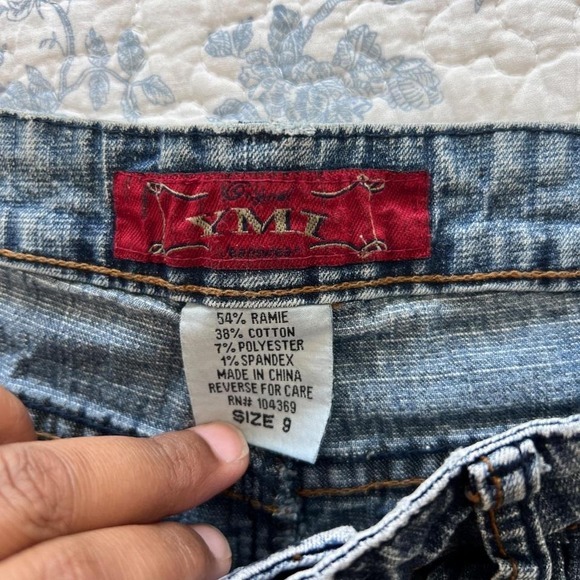 Original
YMI
Jeanswear
54% RAMIE
38% COTTON
7% POLYESTER
1% SPANDEX
MADE IN CHINA
REVERSE FOR CARE
RN# 104369
SIZE 9